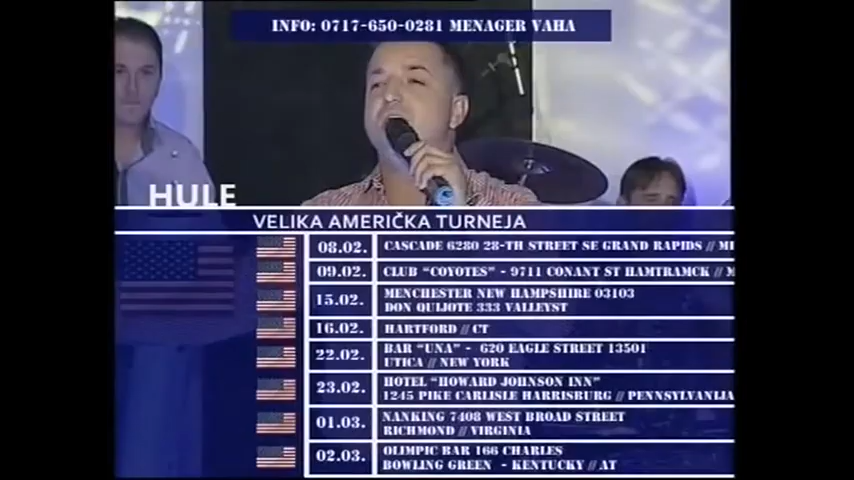 INFO: 0717-650-0281 MENAGER VAHA
HULE
VELIKA AMERIČKA TURNEJA
08.02. CASCADE 6280 28-TH STREET SE GRAND RAPIDS //
09.02. CLUB "COYOTES" - 9711 CONANT ST HAMTRAMCK //
15.02. MENCHESTER NEW HAMPSHIRE 03103
DON QUIJOTE 333 VALLEYST
16.02. HARTFORD // CT
22.02. BAR "UNA" - 620 EAGLE STREET 13501
UTICA // NEW YORK
23.02. HOTEL "HOWARD JOHNSON INN"
1245 PIKE CARLISLE HARRISBURG // PENNSYLVANIJA
01.03. NANKING 7408 WEST BROAD STREET
RICHMOND // VIRGINIA
02.03. OLIMPIC BAR 166 CHARLES
BOWLING GREEN - KENTUCKY // AT